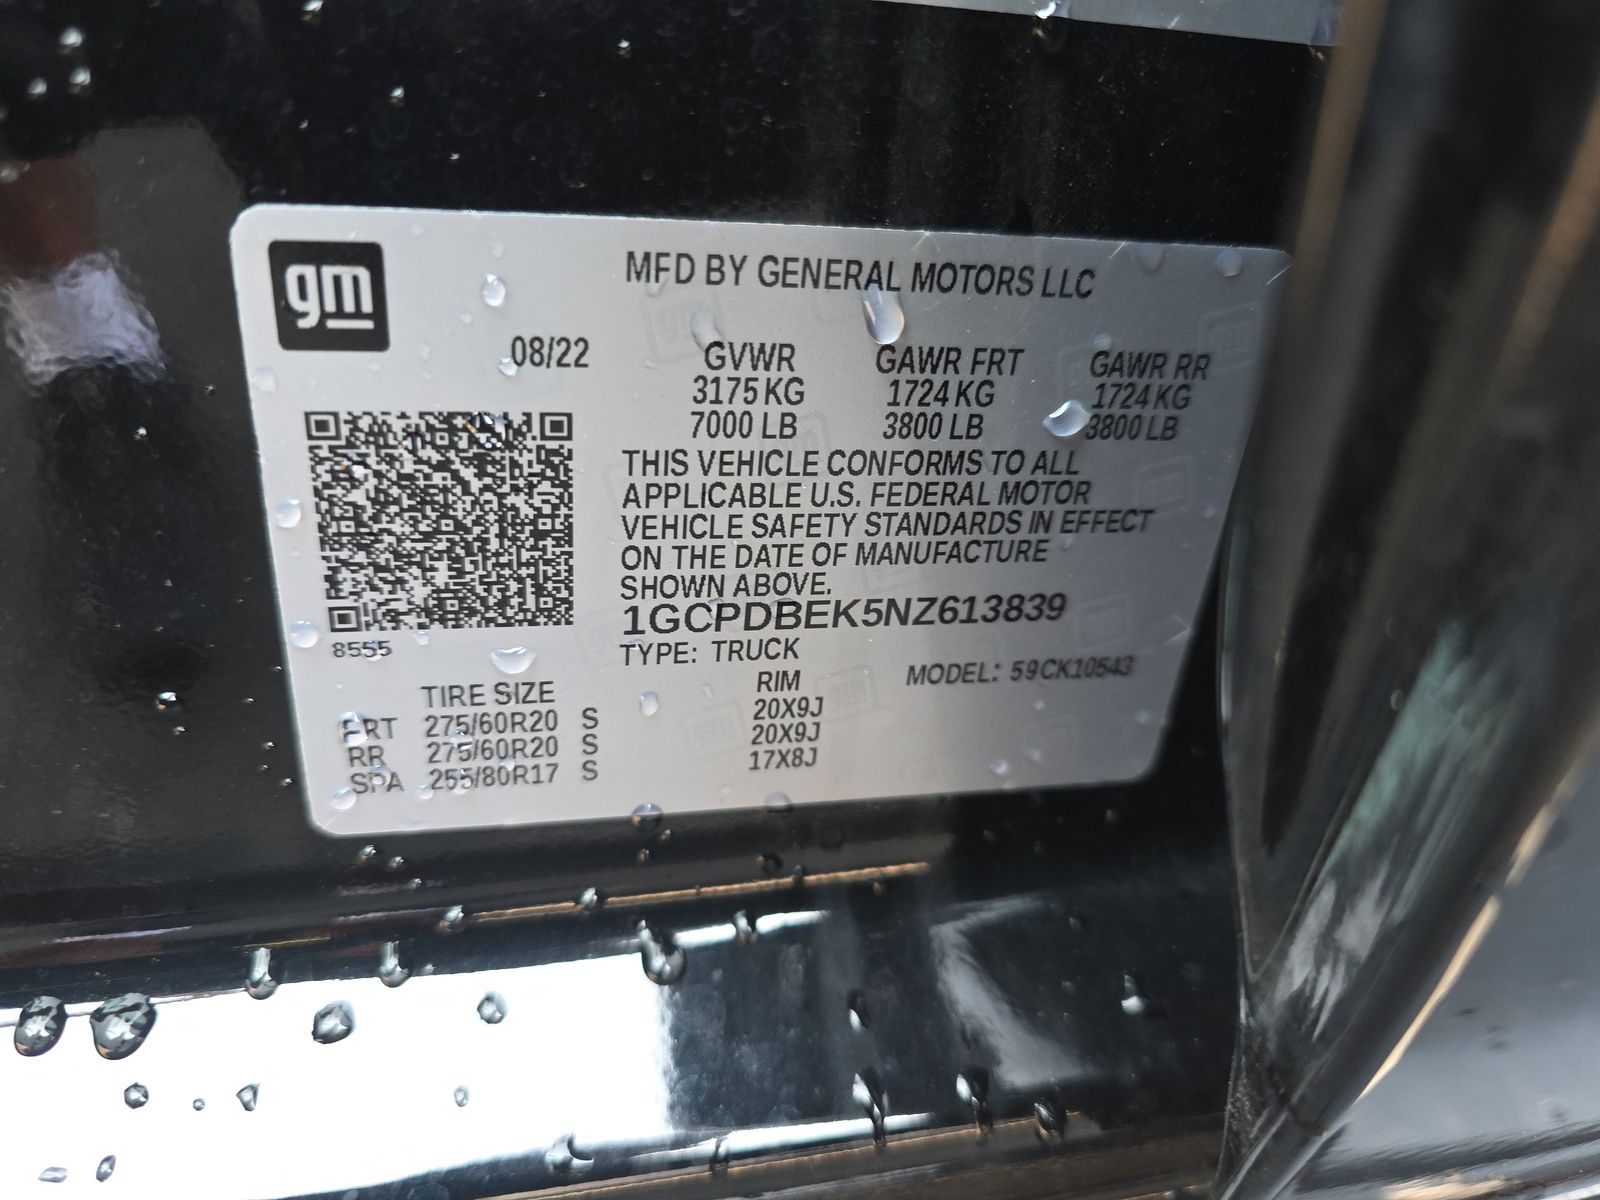 gm
MFD BY GENERAL MOTORS LLC
08/22 GVWR GAWR FRT GAWR RR
3175 KG 1724 KG 1724 KG
7000 LB 3800 LB 3800 LB
THIS VEHICLE CONFORMS TO ALL
APPLICABLE U.S. FEDERAL MOTOR
VEHICLE SAFETY STANDARDS IN EFFECT
ON THE DATE OF MANUFACTURE
SHOWN ABOVE.
1GCPDBEK5NZ613839
8555
TYPE: TRUCK
MODEL: 59CK10543
TIRE SIZE RIM
FRT 275/60R20 S 20X9J
RR 275/60R20 S 20X9J
SPA 255/80R17 S 17X8J